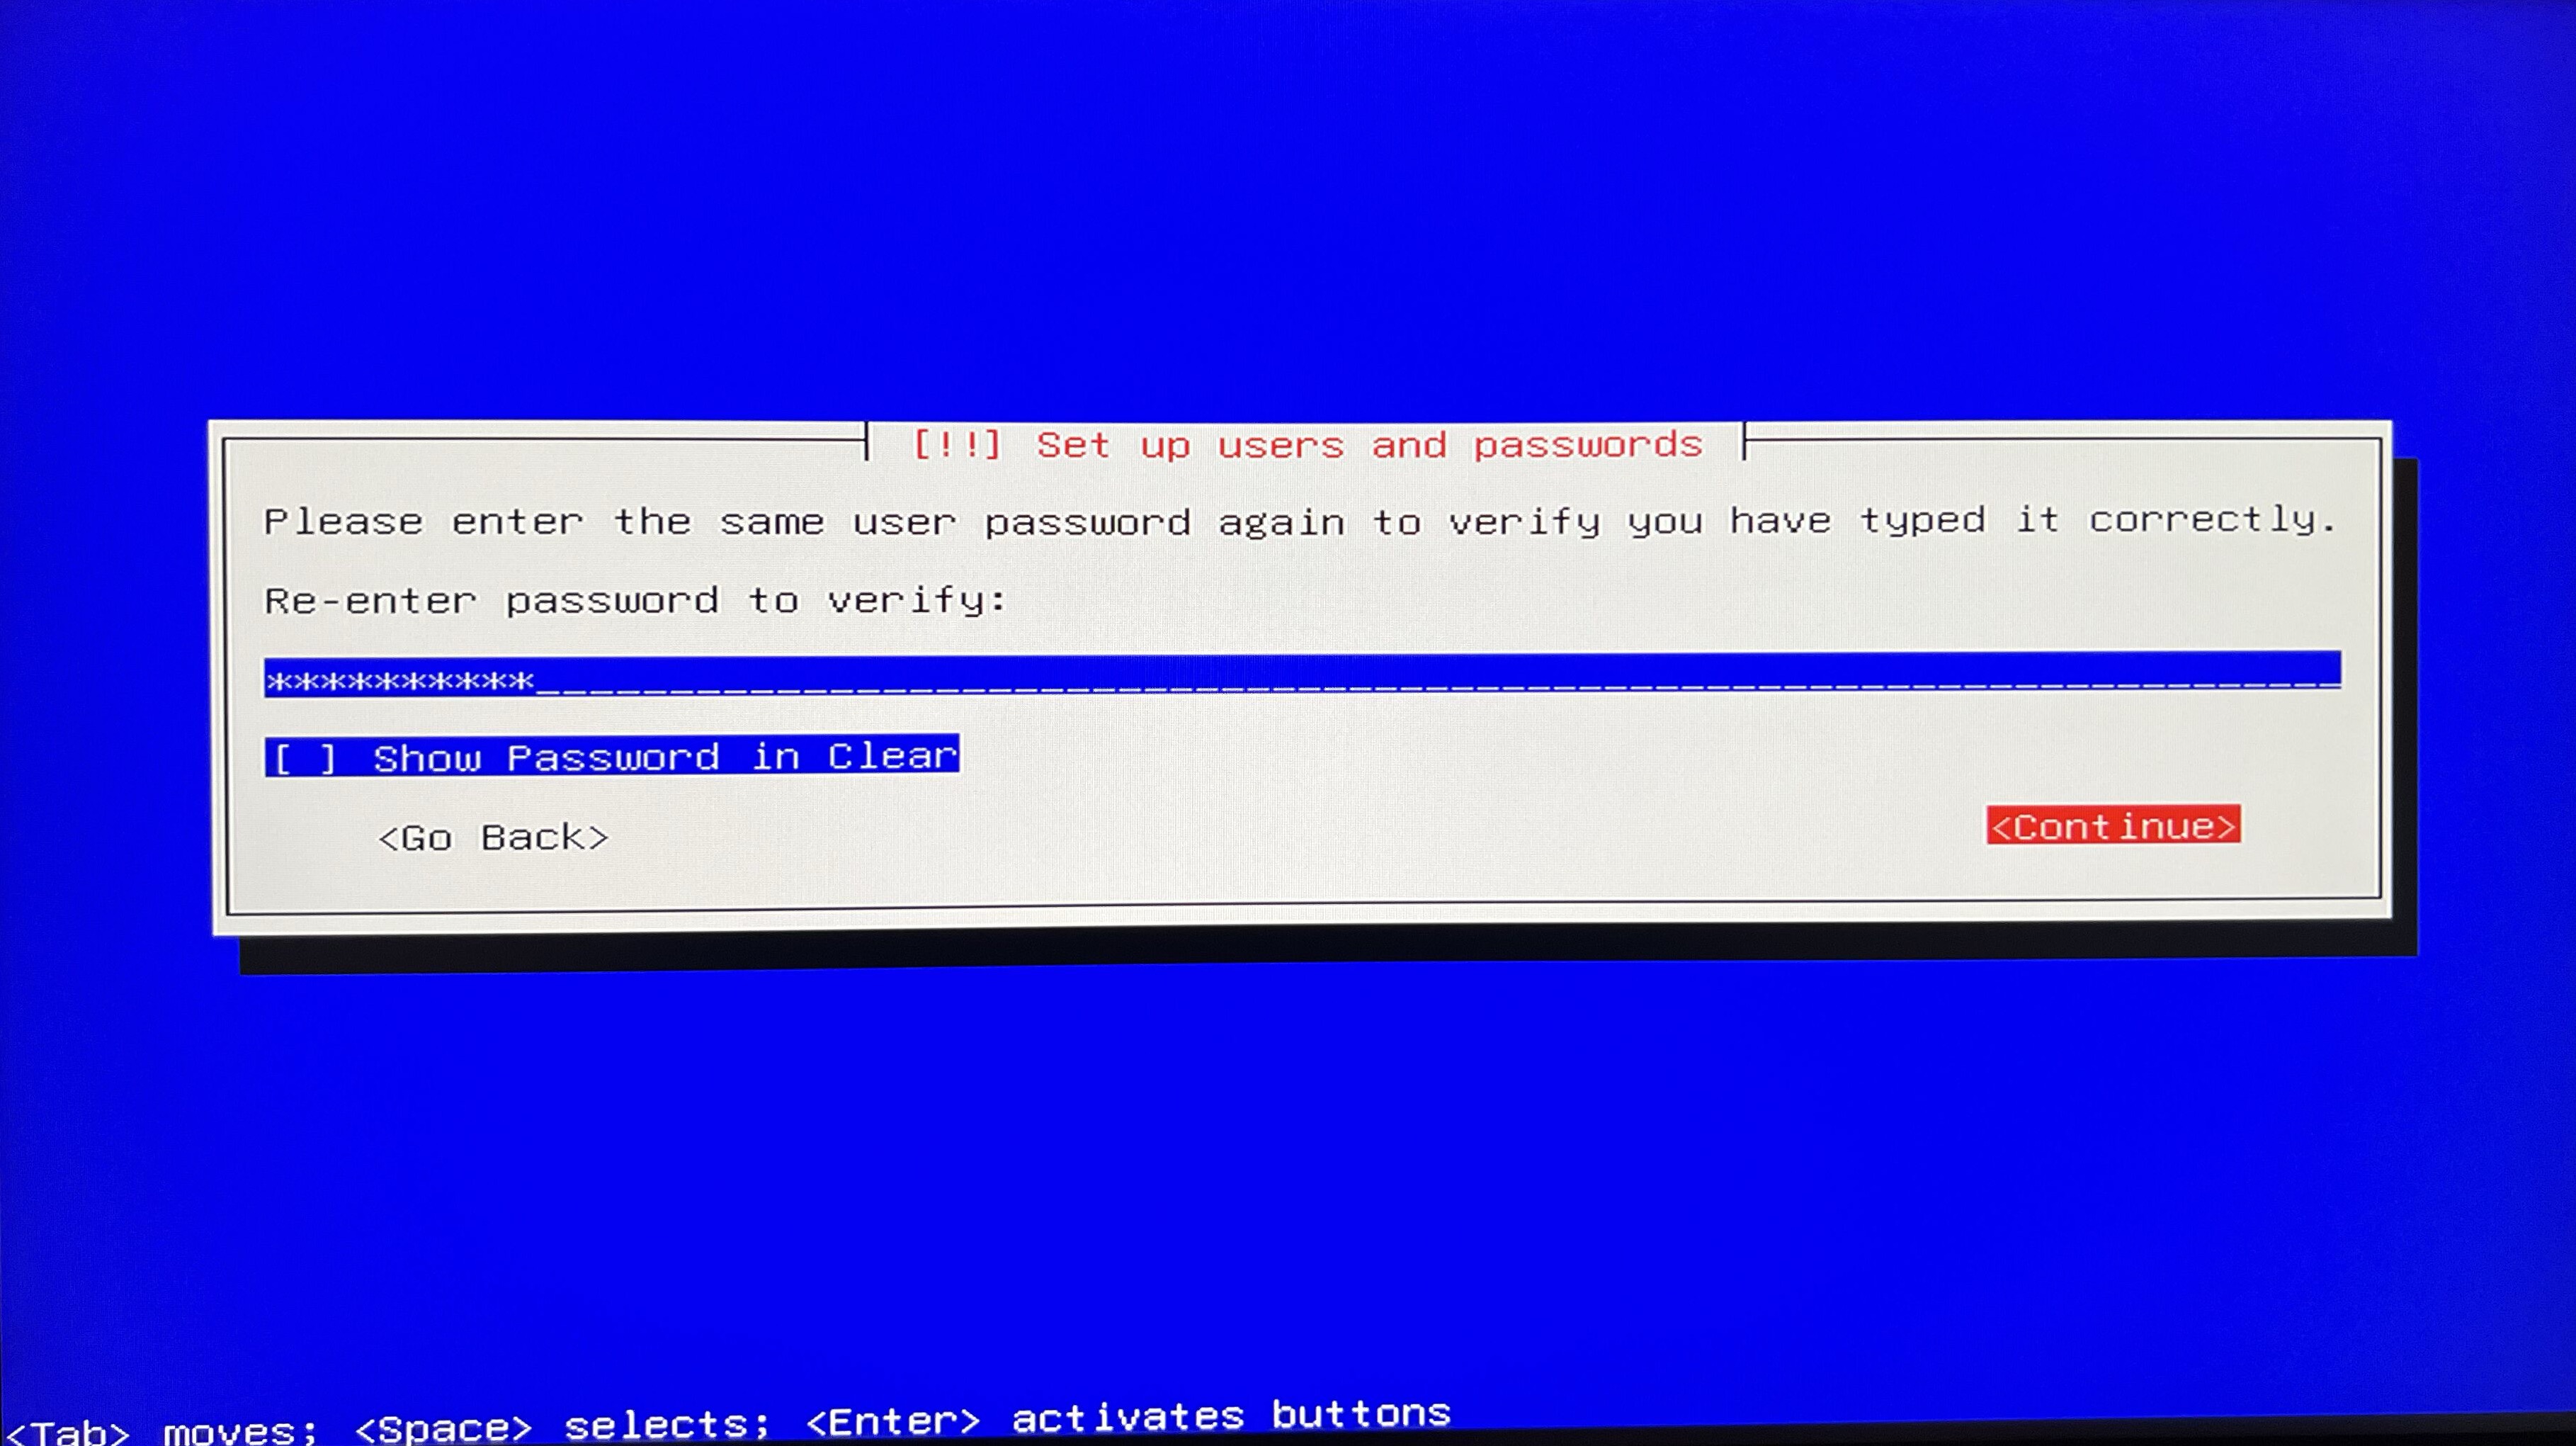 [!!] Set up users and passwords
Please enter the same user password again to verify you have typed it correctly.
Re-enter password to verify:
**********
[ ] Show Password in Clear
<Go Back>
<Continue>
<Tab> moves; <Space> selects; <Enter> activates buttons